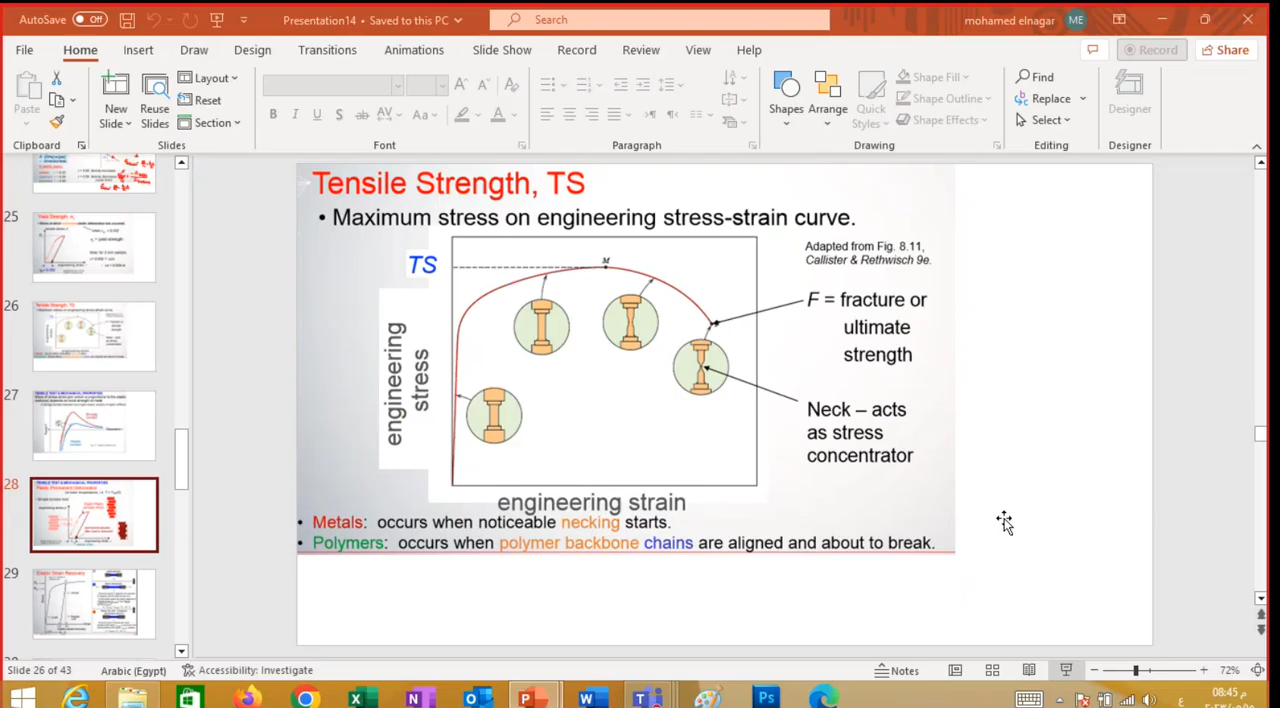 AutoSave Off Presentation14 • Saved to this PC Search mohamed elnagar ME
File Home Insert Draw Design Transitions Animations Slide Show Record Review View Help Record Share
Paste New Slide Reuse Slides Layout Reset Section
B I U S ab AV Aa A A
Shapes Arrange Quick Styles Shape Fill Shape Outline Shape Effects
Find Replace Select Designer
Clipboard Slides Font Paragraph Drawing Editing Designer
25
26
27
28
29
Tensile Strength, TS
• Maximum stress on engineering stress-strain curve.
Adapted from Fig. 8.11,
Callister & Rethwisch 9e.
TS
M
engineering
stress
F = fracture or
ultimate
strength
Neck – acts
as stress
concentrator
engineering strain
• Metals: occurs when noticeable necking starts.
• Polymers: occurs when polymer backbone chains are aligned and about to break.
Slide 26 of 43 Arabic (Egypt) Accessibility: Investigate Notes 72%
08:45 م